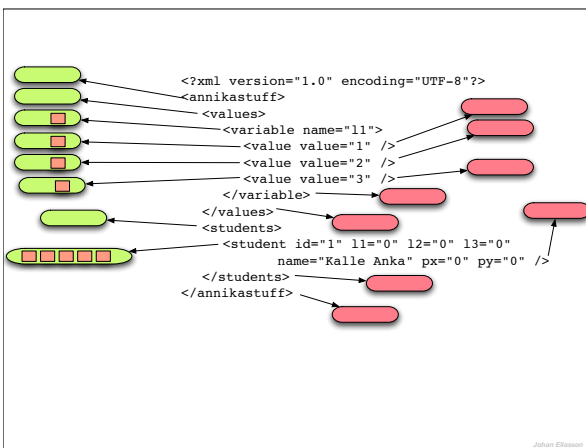 <?xml version="1.0" encoding="UTF-8"?>
<annikastuff>
<values>
<variable name="l1">
<value value="1" />
<value value="2" />
<value value="3" />
</variable>
</values>
<students>
<student id="1" l1="0" l2="0" l3="0"
name="Kalle Anka" px="0" py="0" />
</students>
</annikastuff>
Johan Eliasson